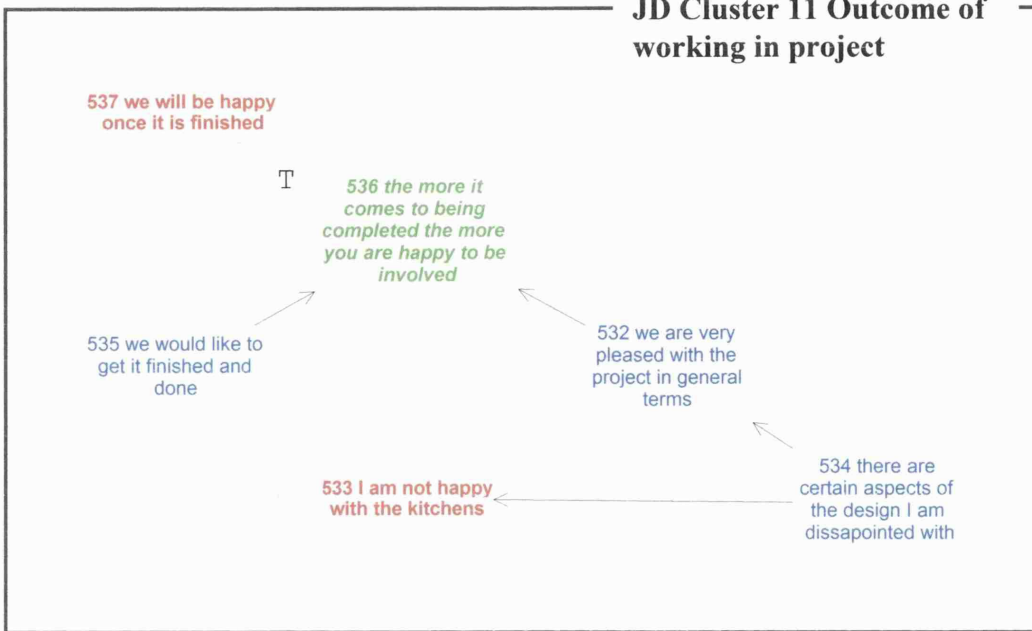 JD Cluster 11 Outcome of
working in project
537 we will be happy
once it is finished
T
536 the more it
comes to being
completed the more
you are happy to be
involved
535 we would like to
get it finished and
done
532 we are very
pleased with the
project in general
terms
533 I am not happy
with the kitchens
534 there are
certain aspects of
the design I am
dissapointed with